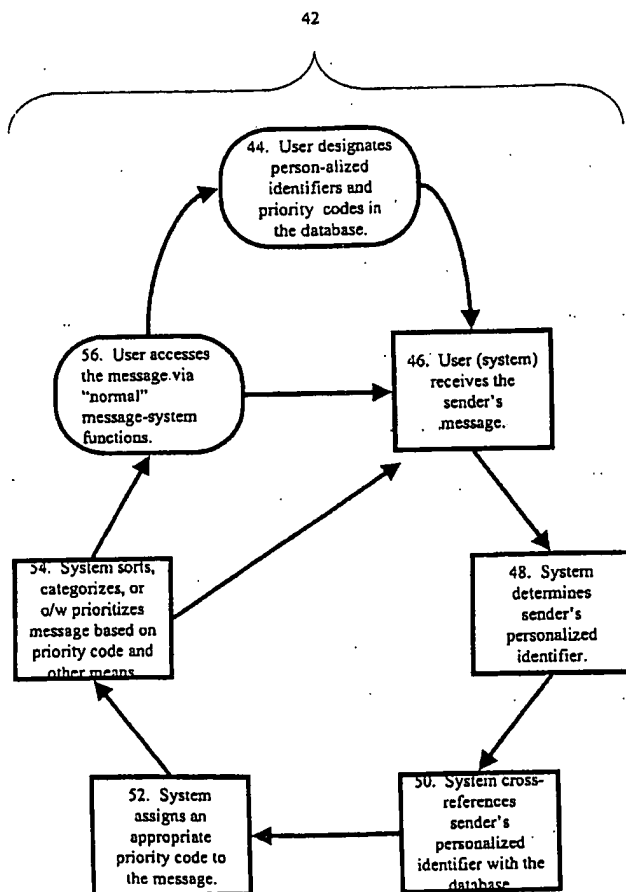 42
44. User designates
person-alized
identifiers and
priority codes in
the database.
56. User accesses
the message via
“normal”
message-system
functions.
46. User (system)
receives the
sender’s
message.
54. System sorts,
categorizes, or
o/w prioritizes
message based on
priority code and
other means.
48. System
determines
sender’s
personalized
identifier.
52. System
assigns an
appropriate
priority code to
the message.
50. System cross-
references
sender’s
personalized
identifier with the
database.